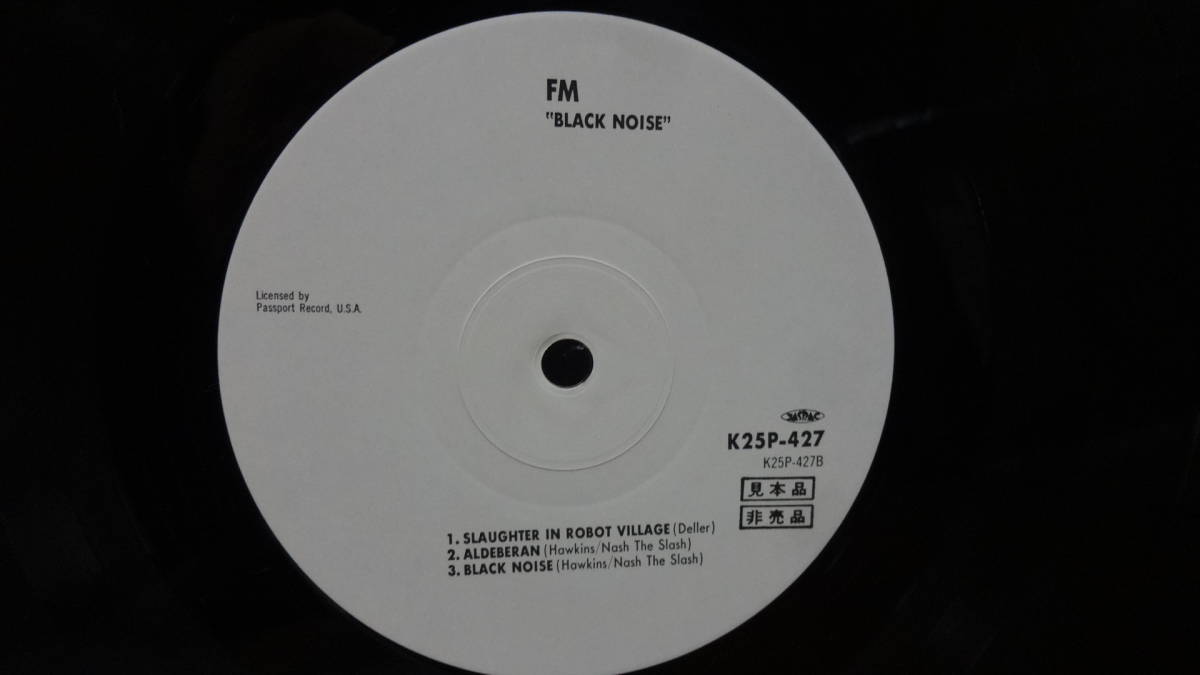 FM
"BLACK NOISE"
Licensed by
Passport Record, U.S.A.
JASRAC
K25P-427
K25P-427B
見本品
非売品
1. SLAUGHTER IN ROBOT VILLAGE (Deller)
2. ALDEBERAN (Hawkins/Nash The Slash)
3. BLACK NOISE (Hawkins/Nash The Slash)